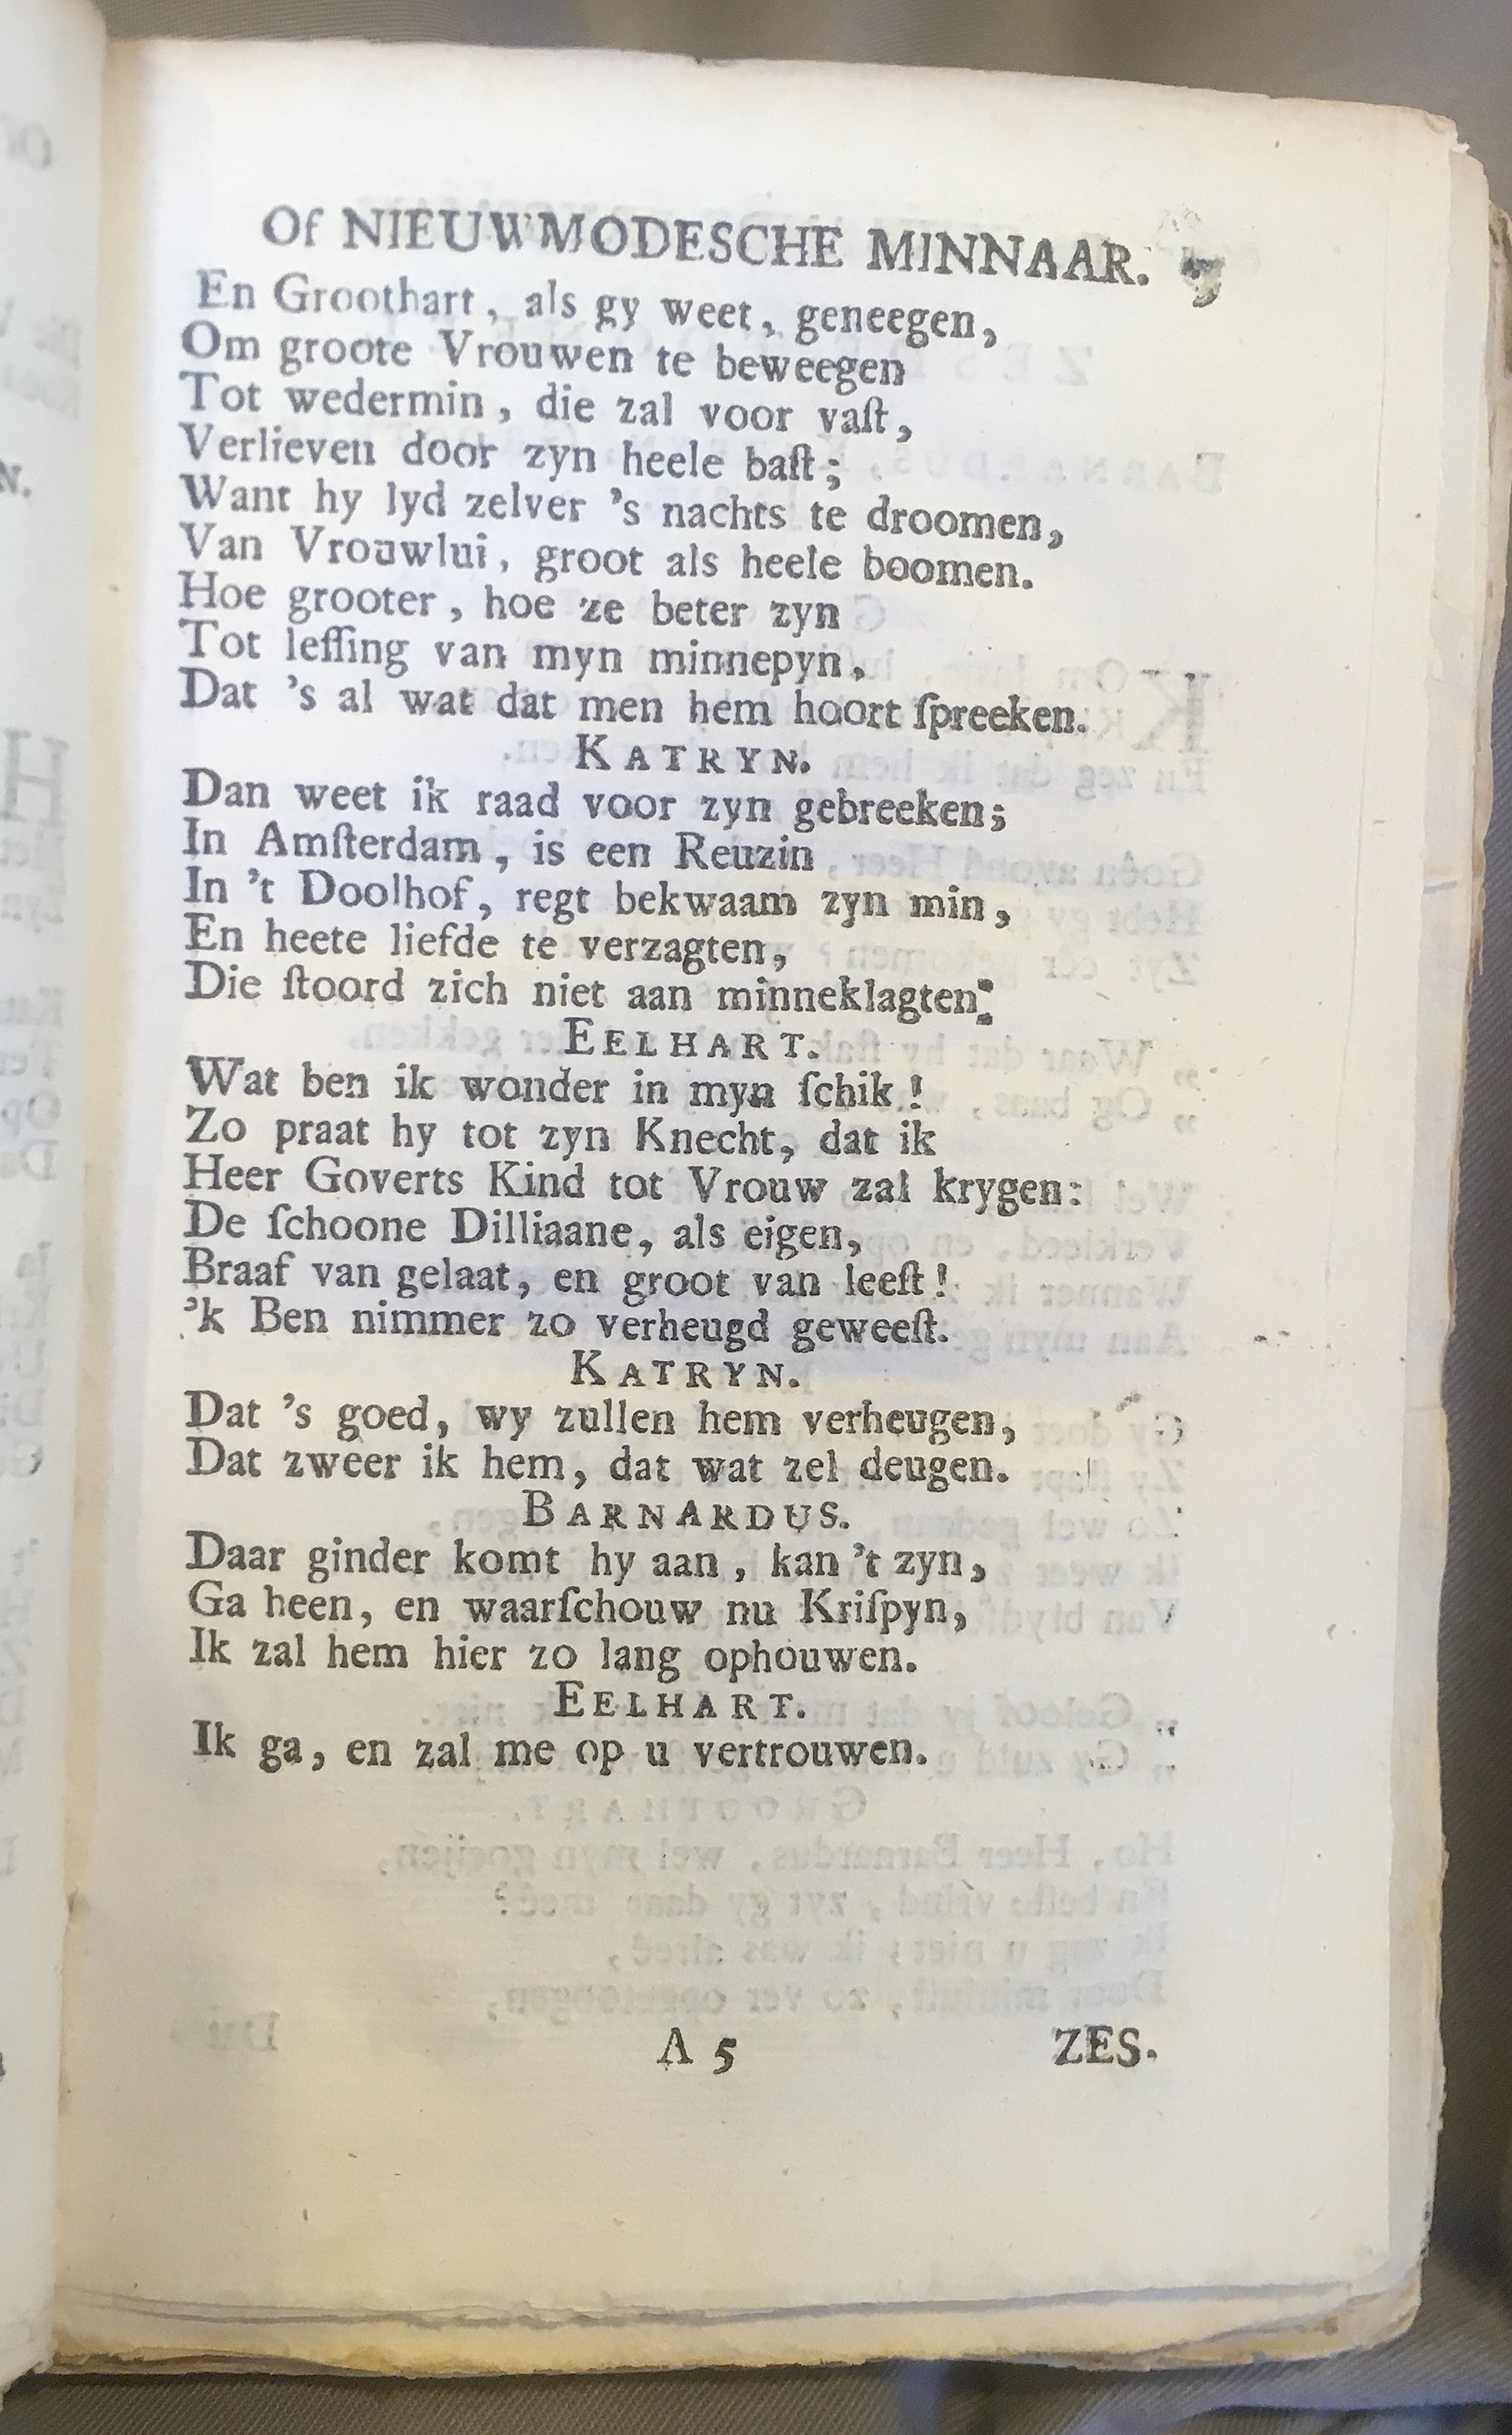 Of NIEUWMODESCHE MINNAAR. 9
En Groothart, als gy weet, geneegen,
Om groote Vrouwen te beweegen
Tot wedermin, die zal voor vaſt,
Verlieven door zyn heele baſt;
Want hy lyd zelver 's nachts te droomen,
Van Vrouwlui, groot als heele boomen.
Hoe grooter, hoe ze beter zyn
Tot leſſing van myn minnepyn,
Dat 's al wat dat men hem hoort ſpreeken.
KATRYN.
Dan weet ik raad voor zyn gebreeken;
In Amſterdam, is een Reuzin
In 't Doolhof, regt bekwaam zyn min,
En heete liefde te verzagten,
Die ſtoord zich niet aan minneklagten.
EELHART.
Wat ben ik wonder in myn ſchik!
Zo praat hy tot zyn Knecht, dat ik
Heer Goverts Kind tot Vrouw zal krygen:
De ſchoone Dilliaane, als eigen,
Braaf van gelaat, en groot van leeſt!
'k Ben nimmer zo verheugd geweeſt.
KATRYN.
Dat 's goed, wy zullen hem verheugen,
Dat zweer ik hem, dat wat zel deugen.
BARNARDUS.
Daar ginder komt hy aan, kan 't zyn,
Ga heen, en waarſchouw nu Kriſpyn,
Ik zal hem hier zo lang ophouwen.
EELHART.
Ik ga, en zal me op u vertrouwen.
A 5 ZES.